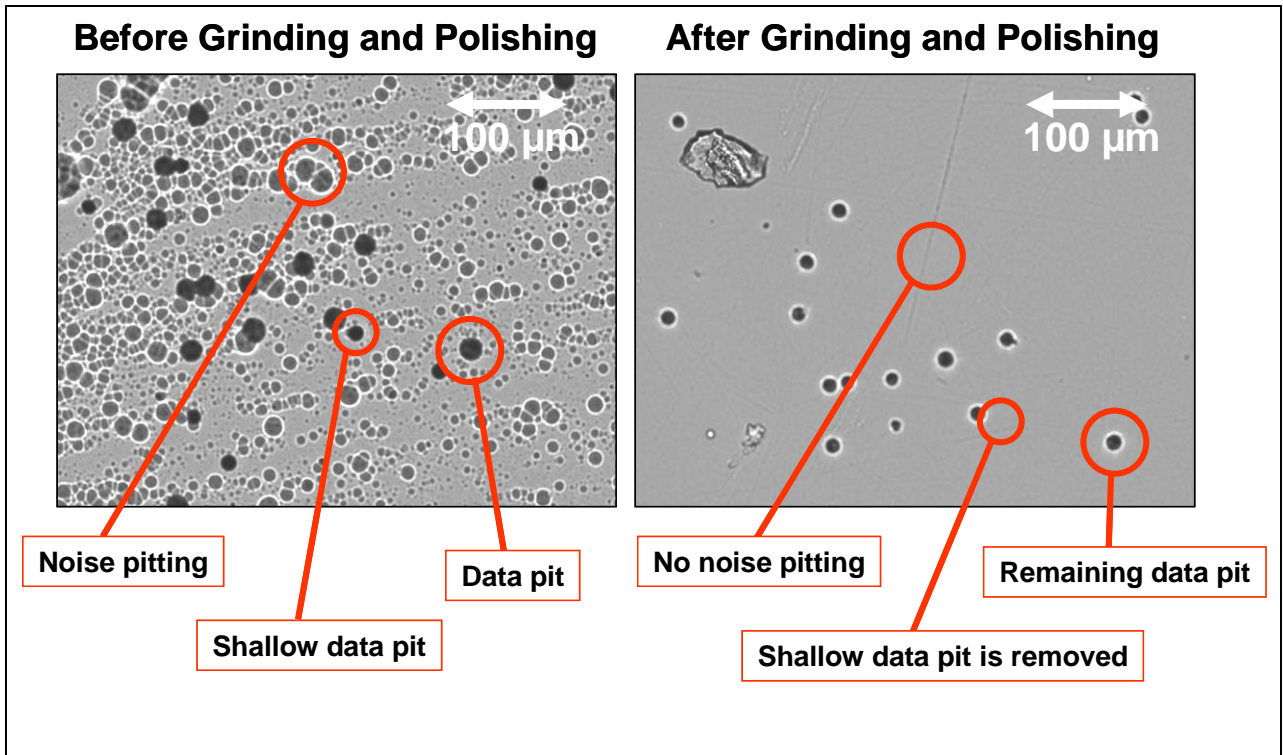 Before Grinding and Polishing
After Grinding and Polishing
100 µm
100 µm
Noise pitting
Data pit
Shallow data pit
No noise pitting
Remaining data pit
Shallow data pit is removed